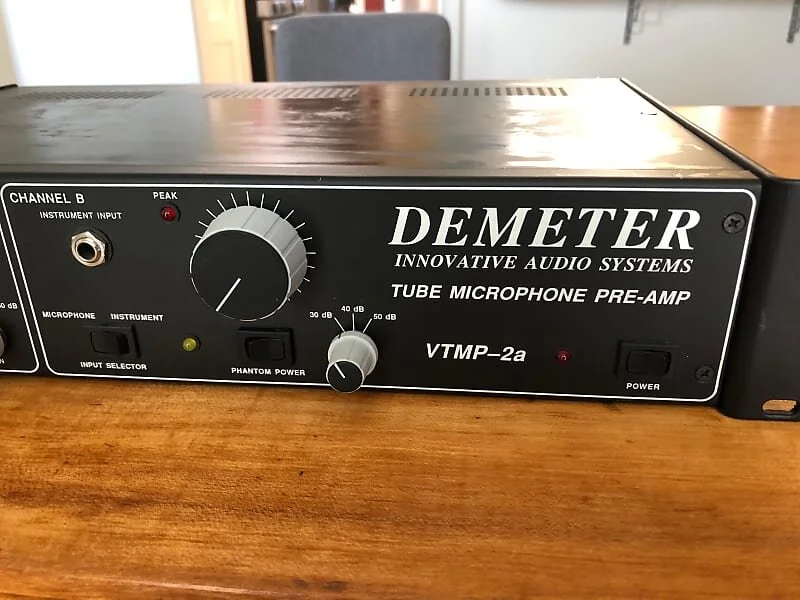 CHANNEL B
INSTRUMENT INPUT
PEAK
DEMETER
INNOVATIVE AUDIO SYSTEMS
TUBE MICROPHONE PRE-AMP
30 dB
40 dB
50 dB
MICROPHONE INSTRUMENT
INPUT SELECTOR
PHANTOM POWER
VTMP-2a
POWER